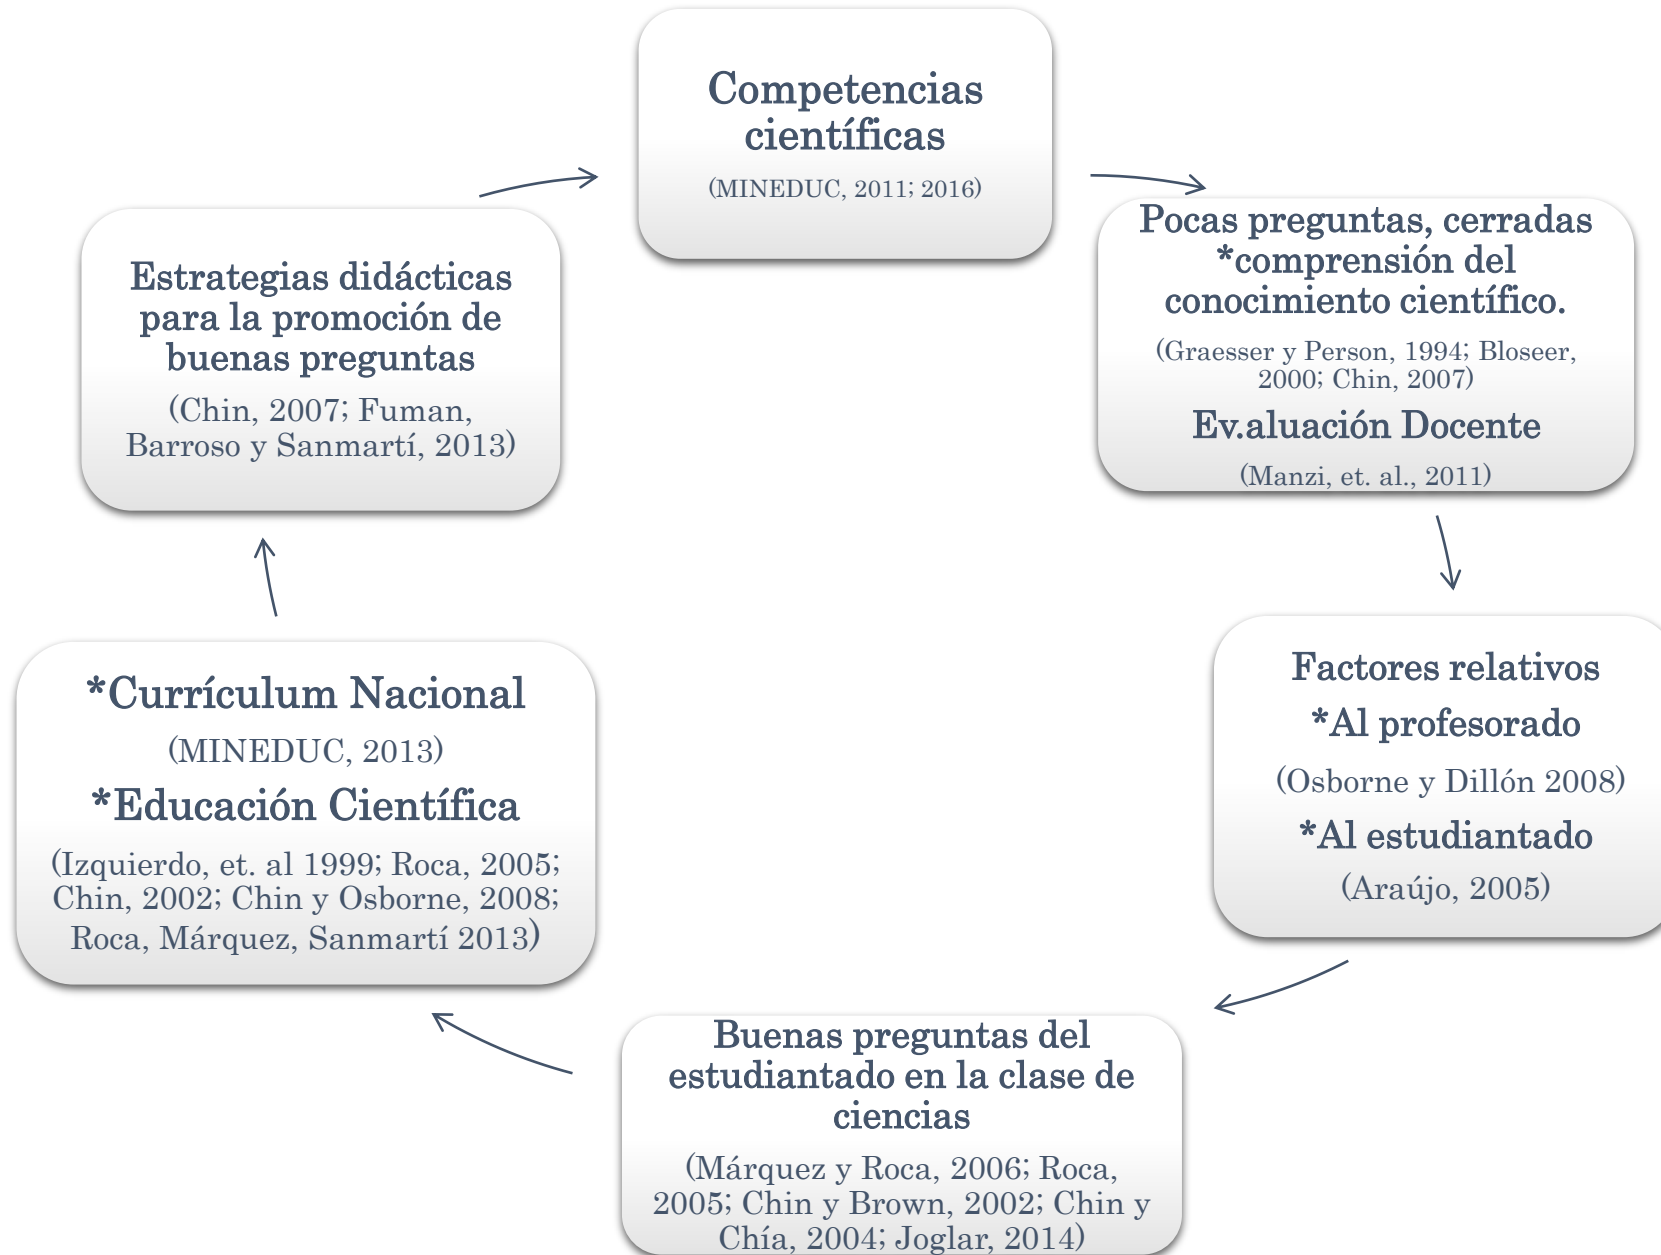 Competencias
científicas
(MINEDUC, 2011; 2016)
Pocas preguntas, cerradas
*comprensión del
conocimiento científico.
(Graesser y Person, 1994; Bloseer,
2000; Chin, 2007)
Ev.aluación Docente
(Manzi, et. al., 2011)
Factores relativos
*Al profesorado
(Osborne y Dillón 2008)
*Al estudiantado
(Araújo, 2005)
Buenas preguntas del
estudiantado en la clase de
ciencias
(Márquez y Roca, 2006; Roca,
2005; Chin y Brown, 2002; Chin y
Chía, 2004; Joglar, 2014)
*Currículum Nacional
(MINEDUC, 2013)
*Educación Científica
(Izquierdo, et. al 1999; Roca, 2005;
Chin, 2002; Chin y Osborne, 2008;
Roca, Márquez, Sanmartí 2013)
Estrategias didácticas
para la promoción de
buenas preguntas
(Chin, 2007; Fuman,
Barroso y Sanmartí, 2013)